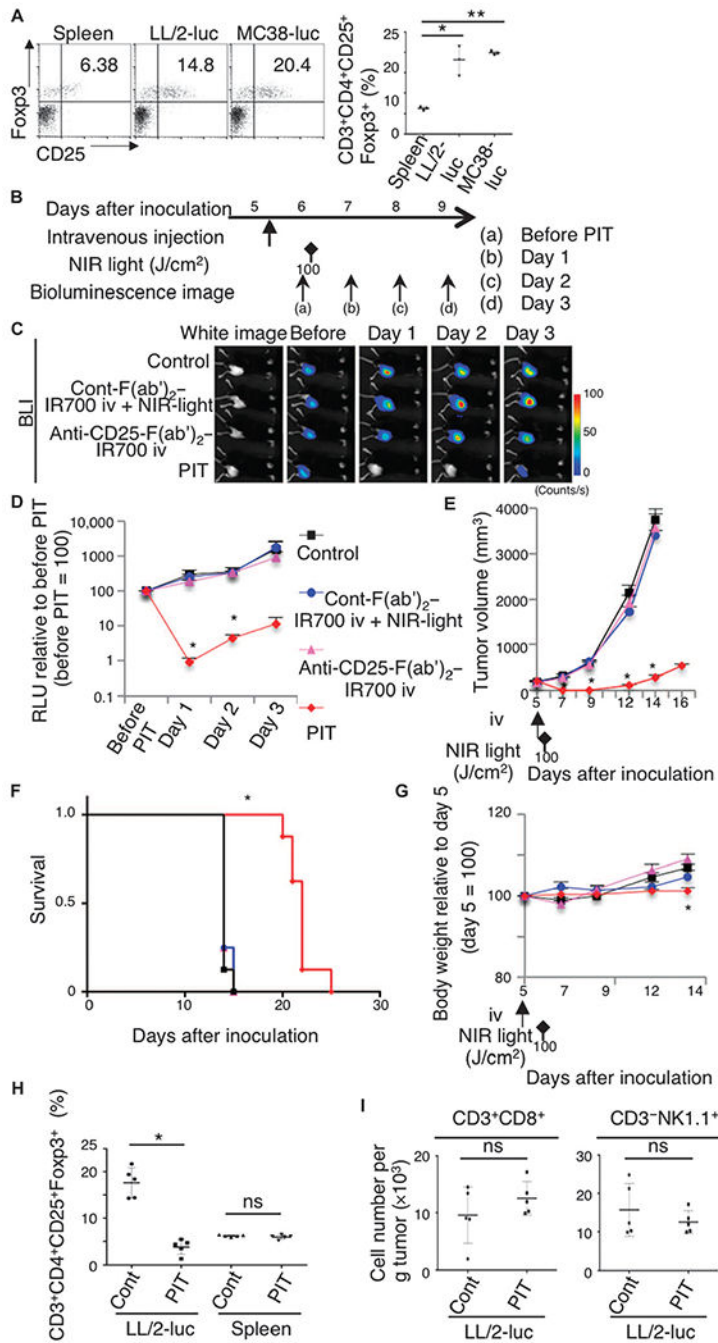 A
Spleen LL/2-luc MC38-luc
6.38 14.8 20.4
Foxp3
CD25
CD3⁺CD4⁺CD25⁺
Foxp3⁺ (%)
25
20
10
0
* **
Spleen
LL/2-
luc
MC38-
luc
B
Days after inoculation 5 6 7 8 9
Intravenous injection
NIR light (J/cm²)
100
Bioluminescence image
(a) (b) (c) (d)
(a) Before PIT
(b) Day 1
(c) Day 2
(d) Day 3
C
White image Before Day 1 Day 2 Day 3
BLI
Control
Cont-F(ab')₂–
IR700 iv + NIR-light
Anti-CD25-F(ab')₂–
IR700 iv
PIT
100
50
0
(Counts/s)
D
RLU relative to before PIT
(before PIT = 100)
10,000
1000
100
10
1
0.1
* *
Before
PIT
Day 1
Day 2
Day 3
Control
Cont-F(ab')₂–
IR700 iv + NIR-light
Anti-CD25-F(ab')₂–
IR700 iv
PIT
E
Tumor volume (mm³)
4000
3000
2000
1000
0
* * * *
5 7 9 12 14 16
iv
NIR light
(J/cm²)
100
Days after inoculation
F
Survival
1.0
0.5
0
*
0 10 20 30
Days after inoculation
G
Body weight relative to day 5
(day 5 = 100)
120
100
80
*
5 7 9 12 14
iv
NIR light
(J/cm²)
100
Days after inoculation
H
CD3⁺CD4⁺CD25⁺Foxp3⁺ (%)
25
20
10
0
* ns
Cont PIT Cont PIT
LL/2-luc Spleen
I
CD3⁺CD8⁺ CD3⁻NK1.1⁺
Cell number per
g tumor (×10³)
20
10
0
ns
Cont PIT
LL/2-luc
30
20
10
0
ns
Cont PIT
LL/2-luc